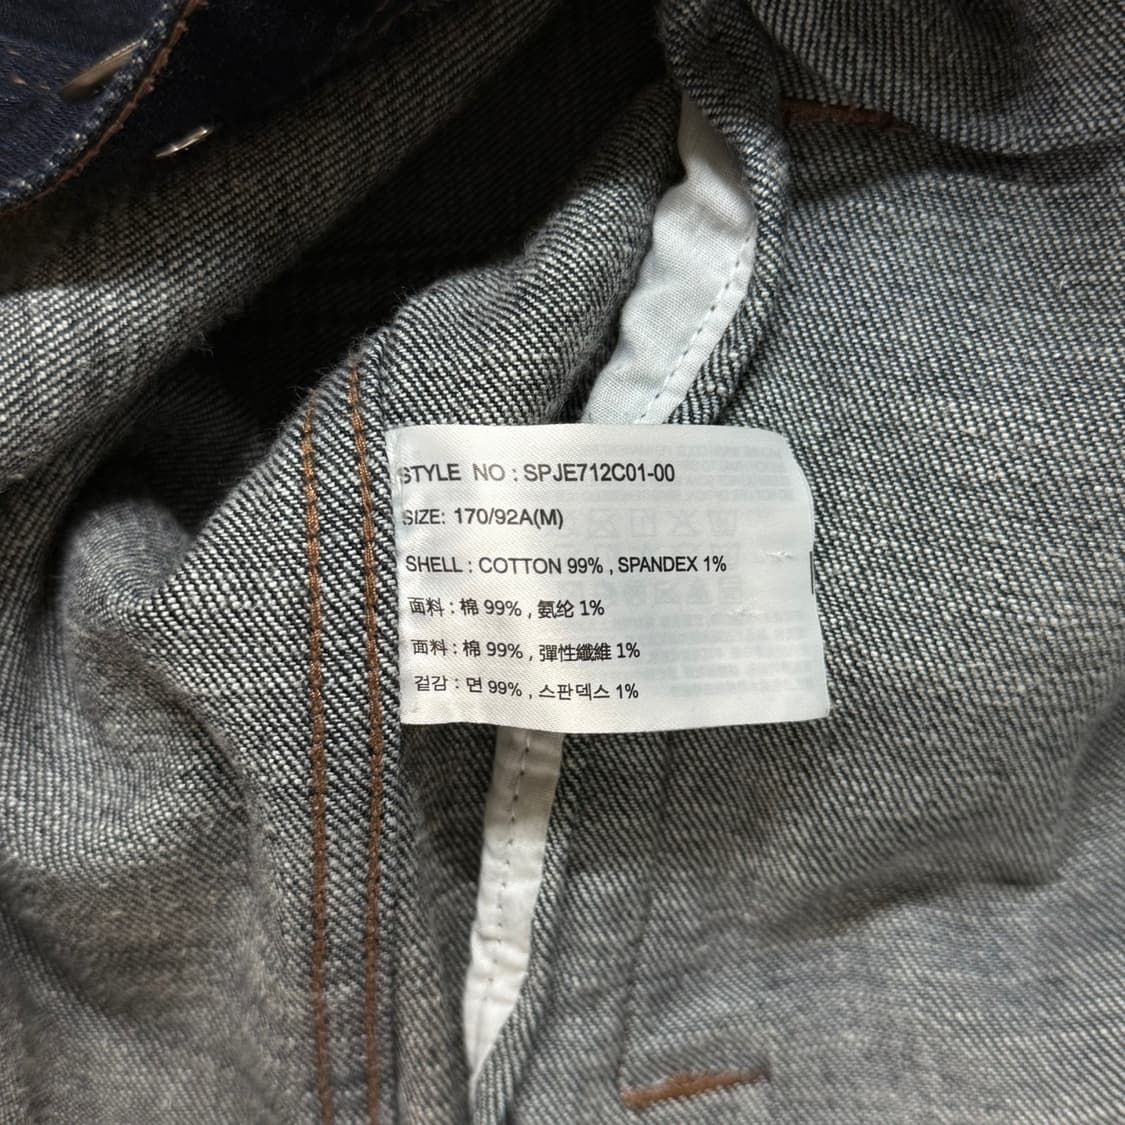 STYLE NO : SPJE712C01-00
SIZE: 170/92A(M)
SHELL : COTTON 99% , SPANDEX 1%
面料 : 棉 99% , 氨纶 1%
面料 : 棉 99% , 彈性纖維 1%
겉감 : 면 99% , 스판덱스 1%